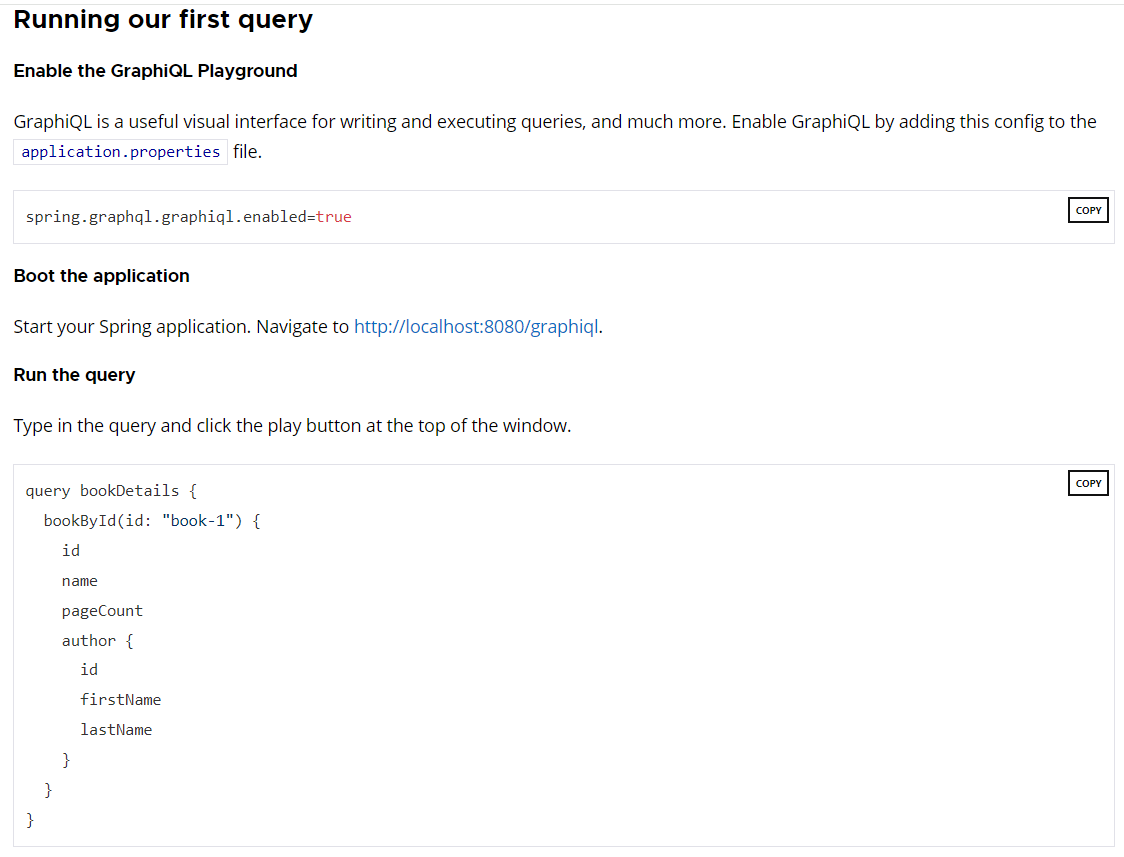 Running our first query
Enable the GraphiQL Playground
GraphiQL is a useful visual interface for writing and executing queries, and much more. Enable GraphiQL by adding this config to the
application.properties file.
spring.graphql.graphiql.enabled=true
COPY
Boot the application
Start your Spring application. Navigate to http://localhost:8080/graphiql.
Run the query
Type in the query and click the play button at the top of the window.
COPY
query bookDetails {
  bookById(id: "book-1") {
    id
    name
    pageCount
    author {
      id
      firstName
      lastName
    }
  }
}